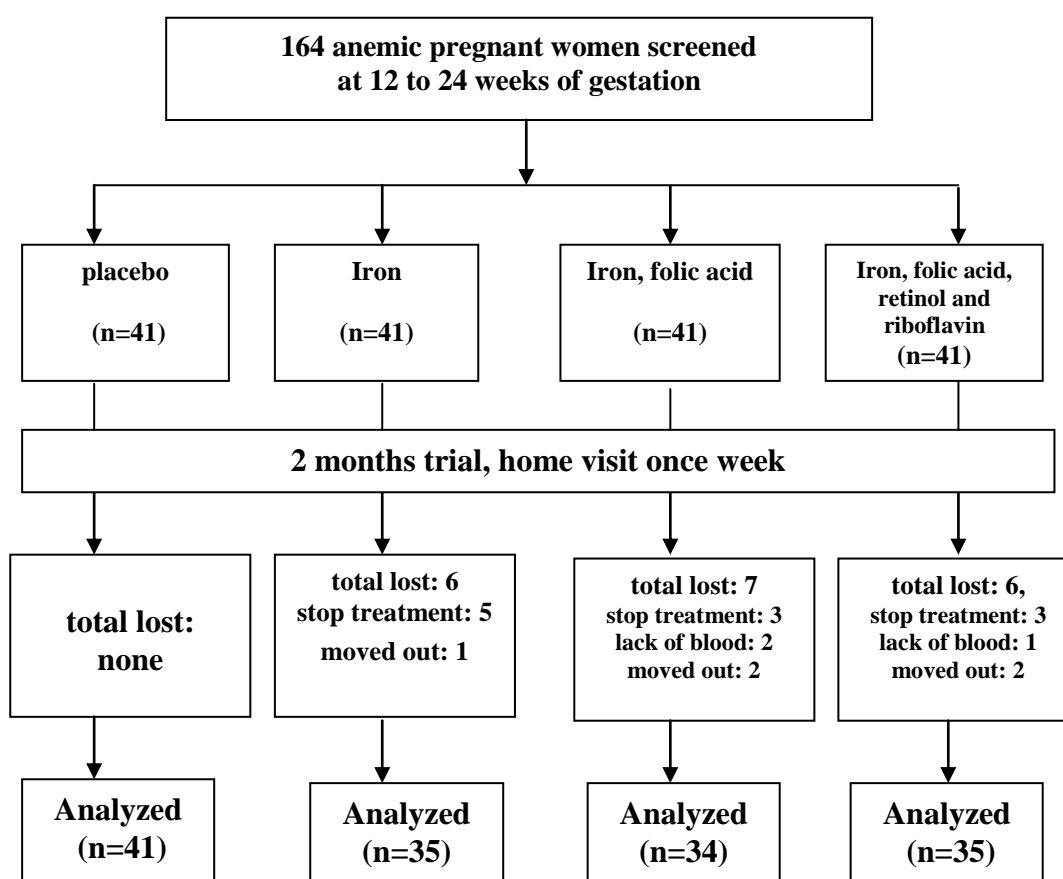 164 anemic pregnant women screened
at 12 to 24 weeks of gestation
placebo
(n=41)
Iron
(n=41)
Iron, folic acid
(n=41)
Iron, folic acid,
retinol and
riboflavin
(n=41)
2 months trial, home visit once week
total lost:
none
total lost: 6
stop treatment: 5
moved out: 1
total lost: 7
stop treatment: 3
lack of blood: 2
moved out: 2
total lost: 6,
stop treatment: 3
lack of blood: 1
moved out: 2
Analyzed
(n=41)
Analyzed
(n=35)
Analyzed
(n=34)
Analyzed
(n=35)